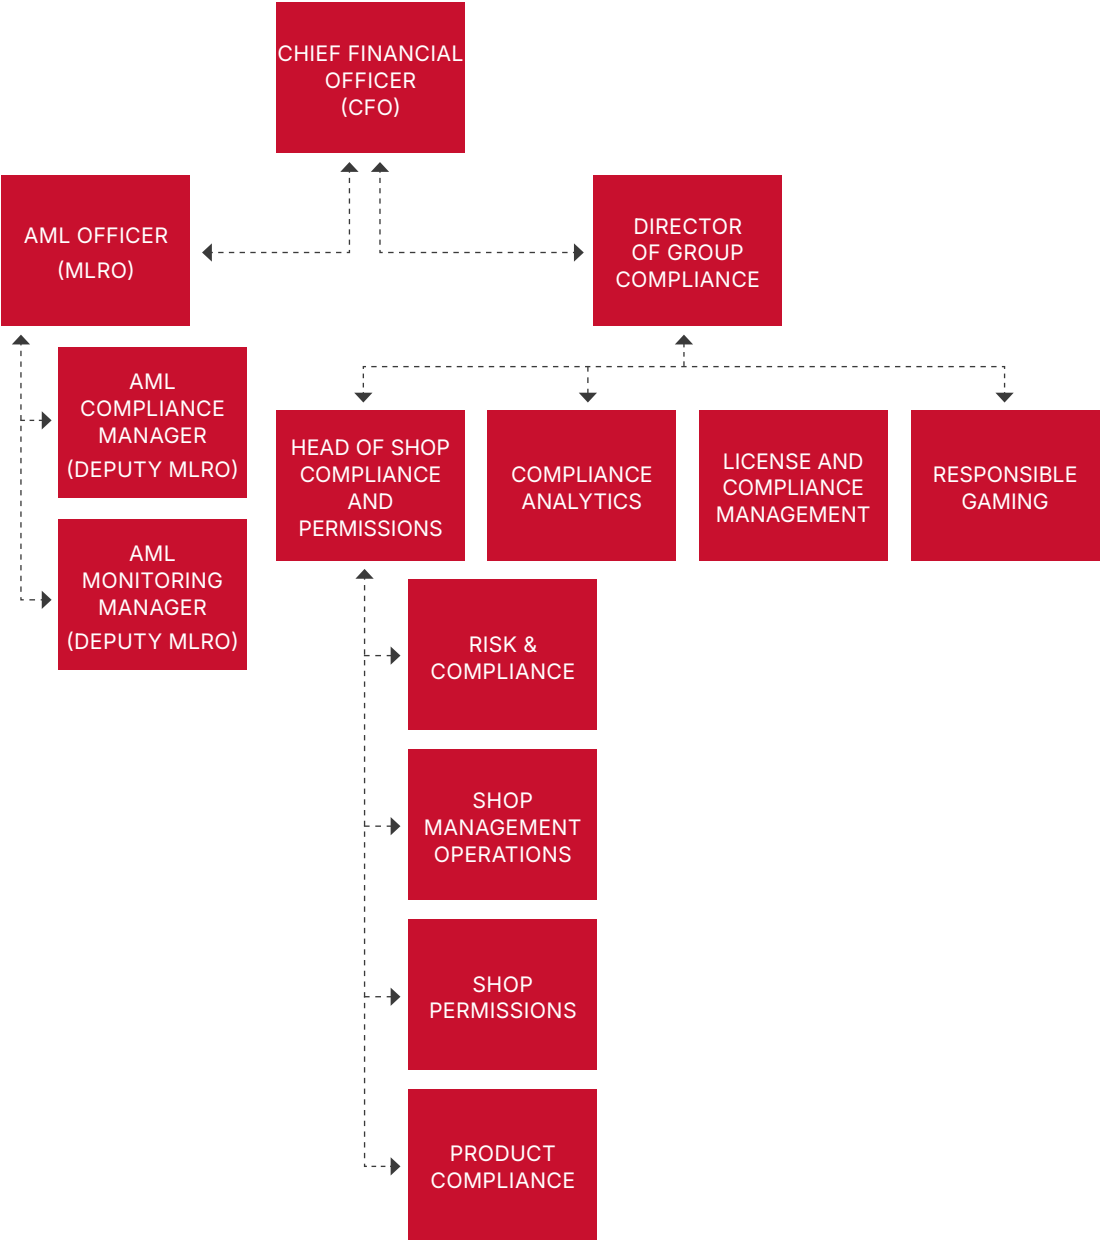 CHIEF FINANCIAL
OFFICER
(CFO)
AML OFFICER
(MLRO)
DIRECTOR
OF GROUP
COMPLIANCE
AML
COMPLIANCE
MANAGER
(DEPUTY MLRO)
AML
MONITORING
MANAGER
(DEPUTY MLRO)
HEAD OF SHOP
COMPLIANCE
AND
PERMISSIONS
COMPLIANCE
ANALYTICS
LICENSE AND
COMPLIANCE
MANAGEMENT
RESPONSIBLE
GAMING
RISK &
COMPLIANCE
SHOP
MANAGEMENT
OPERATIONS
SHOP
PERMISSIONS
PRODUCT
COMPLIANCE